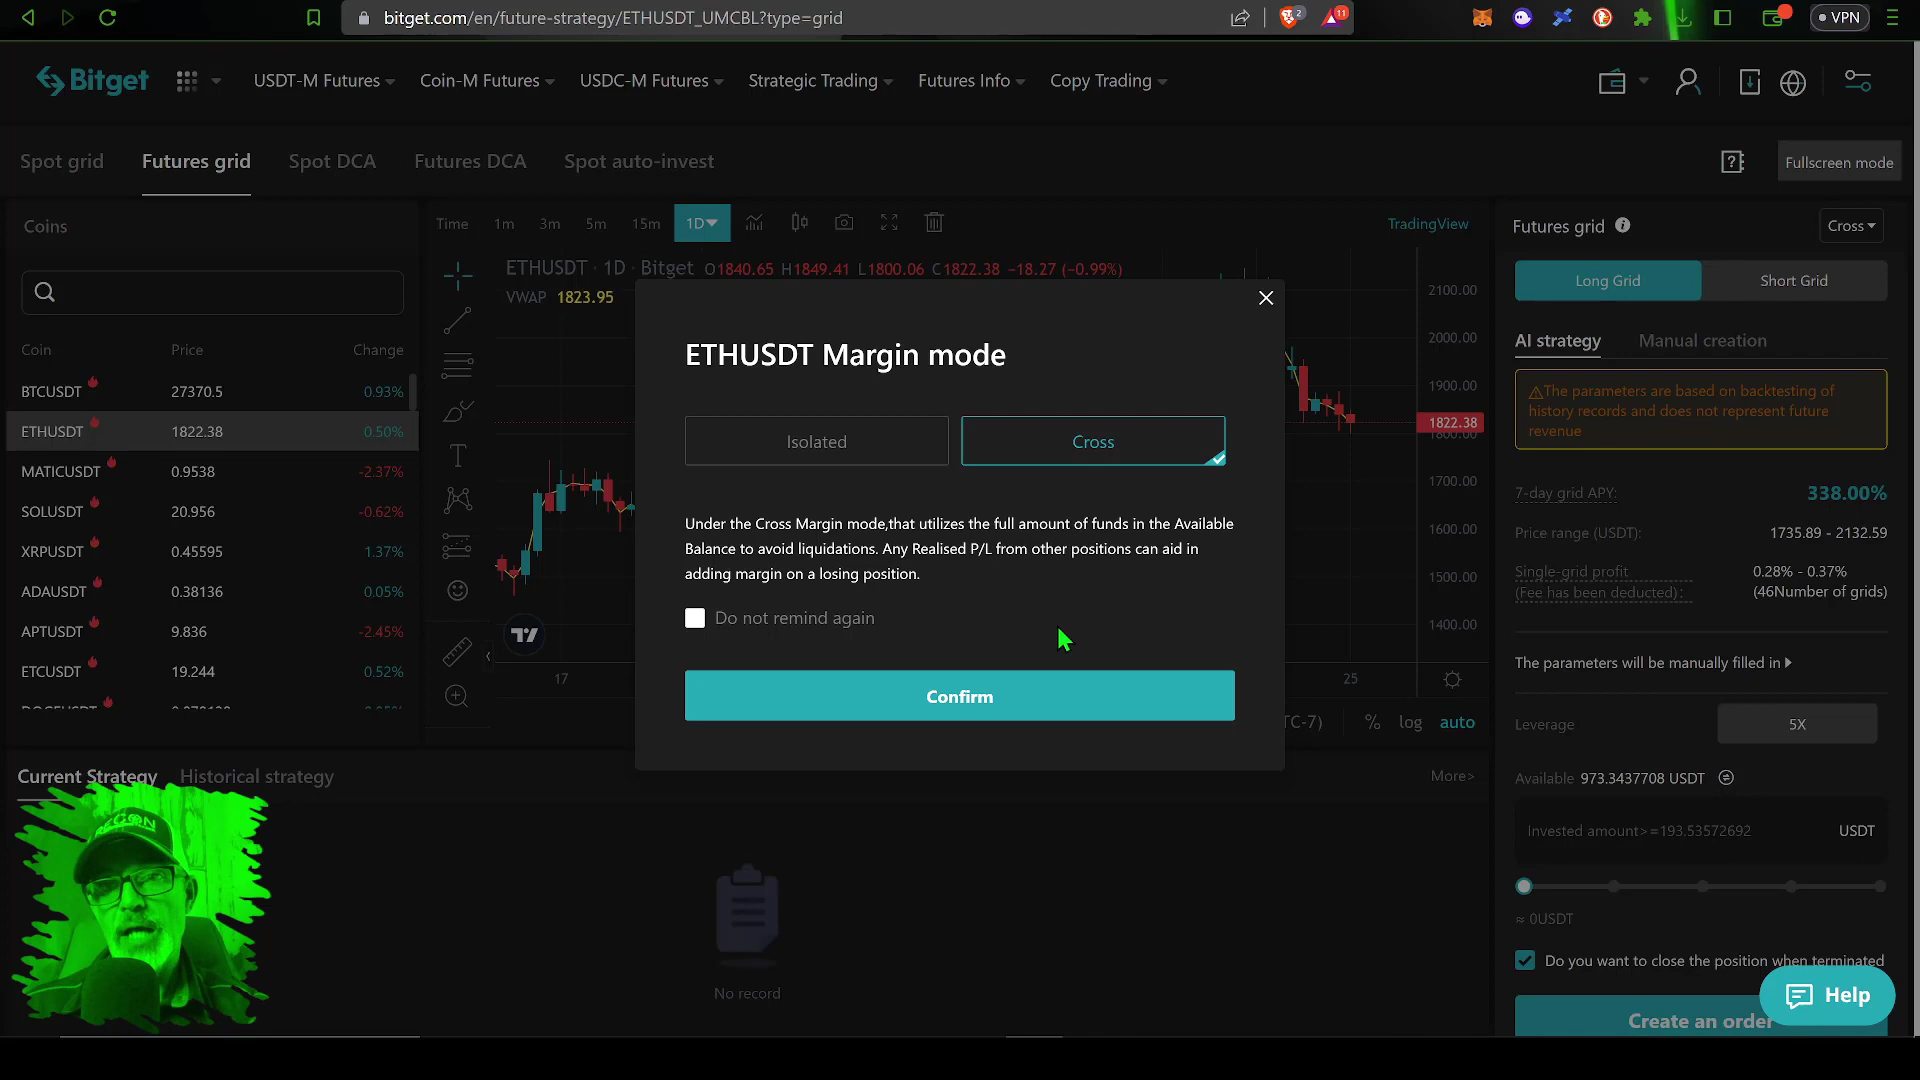 bitget.com/en/future-strategy/ETHUSDT_UMCBL?type=grid
2
11
VPN
Bitget
USDT-M Futures
Coin-M Futures
USDC-M Futures
Strategic Trading
Futures Info
Copy Trading
Spot grid
Futures grid
Spot DCA
Futures DCA
Spot auto-invest
Fullscreen mode
Coins
Coin Price Change
BTCUSDT 27370.5 0.93%
ETHUSDT 1822.38 0.50%
MATICUSDT 0.9538 -2.37%
SOLUSDT 20.956 -0.62%
XRPUSDT 0.45595 1.37%
ADAUSDT 0.38136 0.05%
APTUSDT 9.836 -2.45%
ETCUSDT 19.244 0.52%
Time 1m 3m 5m 15m 1D
TradingView
ETHUSDT · 1D · Bitget O1840.65 H1849.41 L1800.06 C1822.38 −18.27 (−0.99%)
VWAP 1823.95
2100.00
2000.00
1900.00
1822.38
1800.00
1700.00
1600.00
1500.00
1400.00
17
25
TC-7)
% log auto
ETHUSDT Margin mode
Isolated
Cross
Under the Cross Margin mode,that utilizes the full amount of funds in the Available
Balance to avoid liquidations. Any Realised P/L from other positions can aid in
adding margin on a losing position.
Do not remind again
Confirm
Futures grid
Cross
Long Grid
Short Grid
AI strategy
Manual creation
The parameters are based on backtesting of
history records and does not represent future
revenue
7-day grid APY: 338.00%
Price range (USDT): 1735.89 - 2132.59
Single-grid profit 0.28% - 0.37%
(Fee has been deducted): (46Number of grids)
The parameters will be manually filled in
Leverage 5X
Available 973.3437708 USDT
Invested amount>=193.53572692 USDT
≈ 0USDT
Do you want to close the position when terminated
Help
Create an order
Current Strategy
Historical strategy
More>
No record
RECON